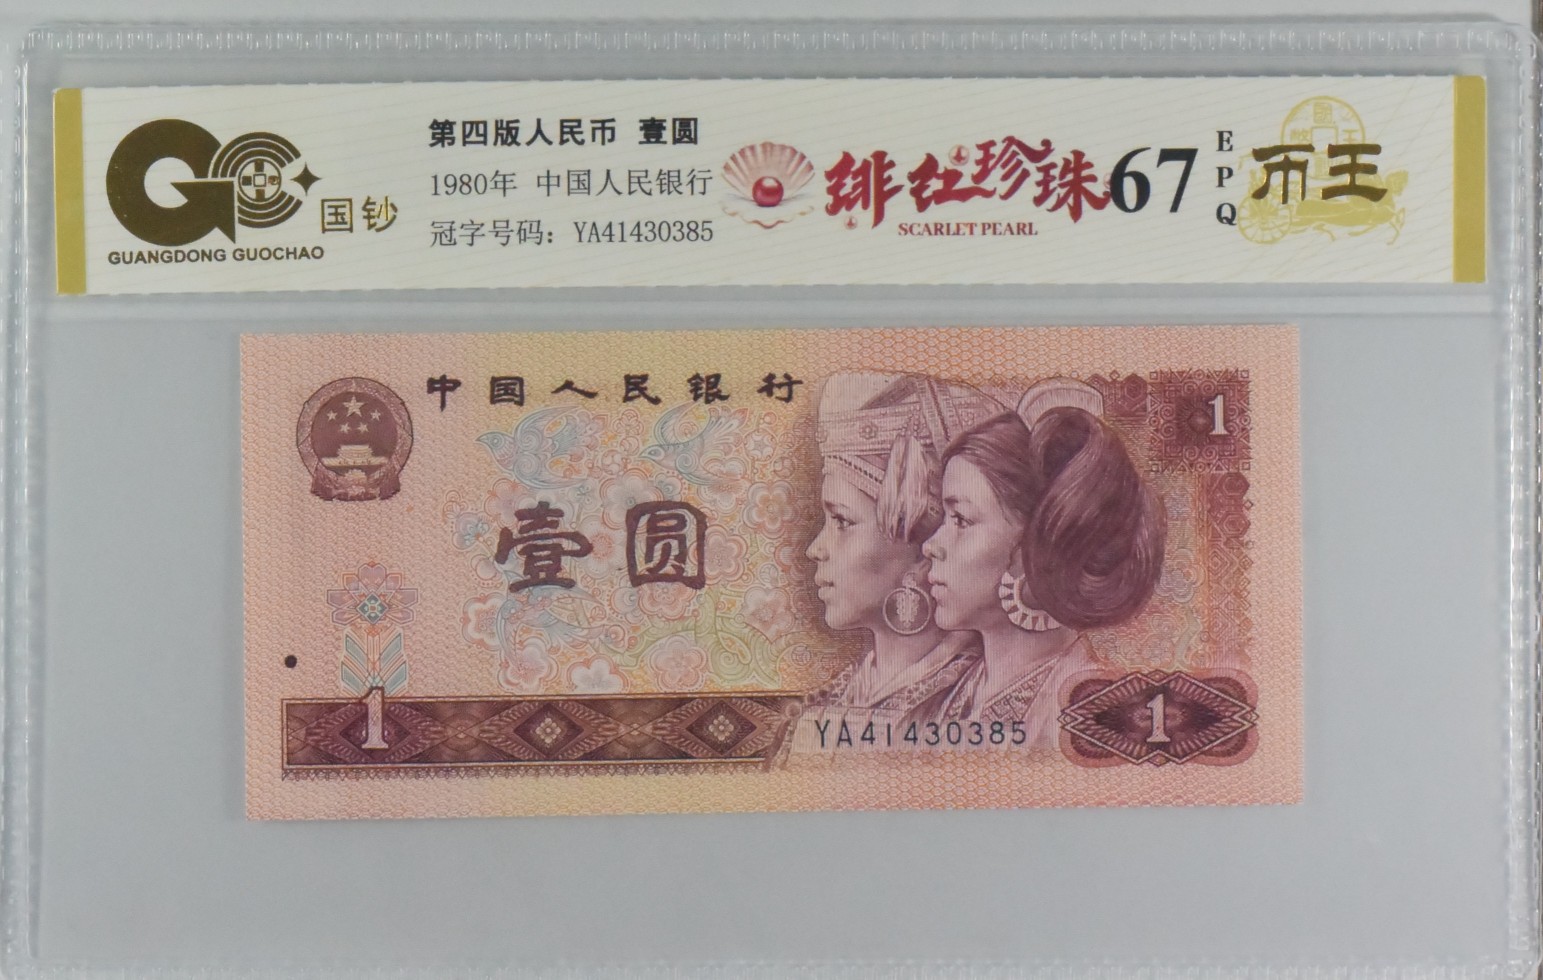 国钞
GUANGDONG GUOCHAO
第四版人民币 壹圆
1980年 中国人民银行
冠字号码：YA41430385
绯红珍珠
SCARLET PEARL
67
EPQ
币王
中国人民银行
1
壹圆
1
YA41430385
1